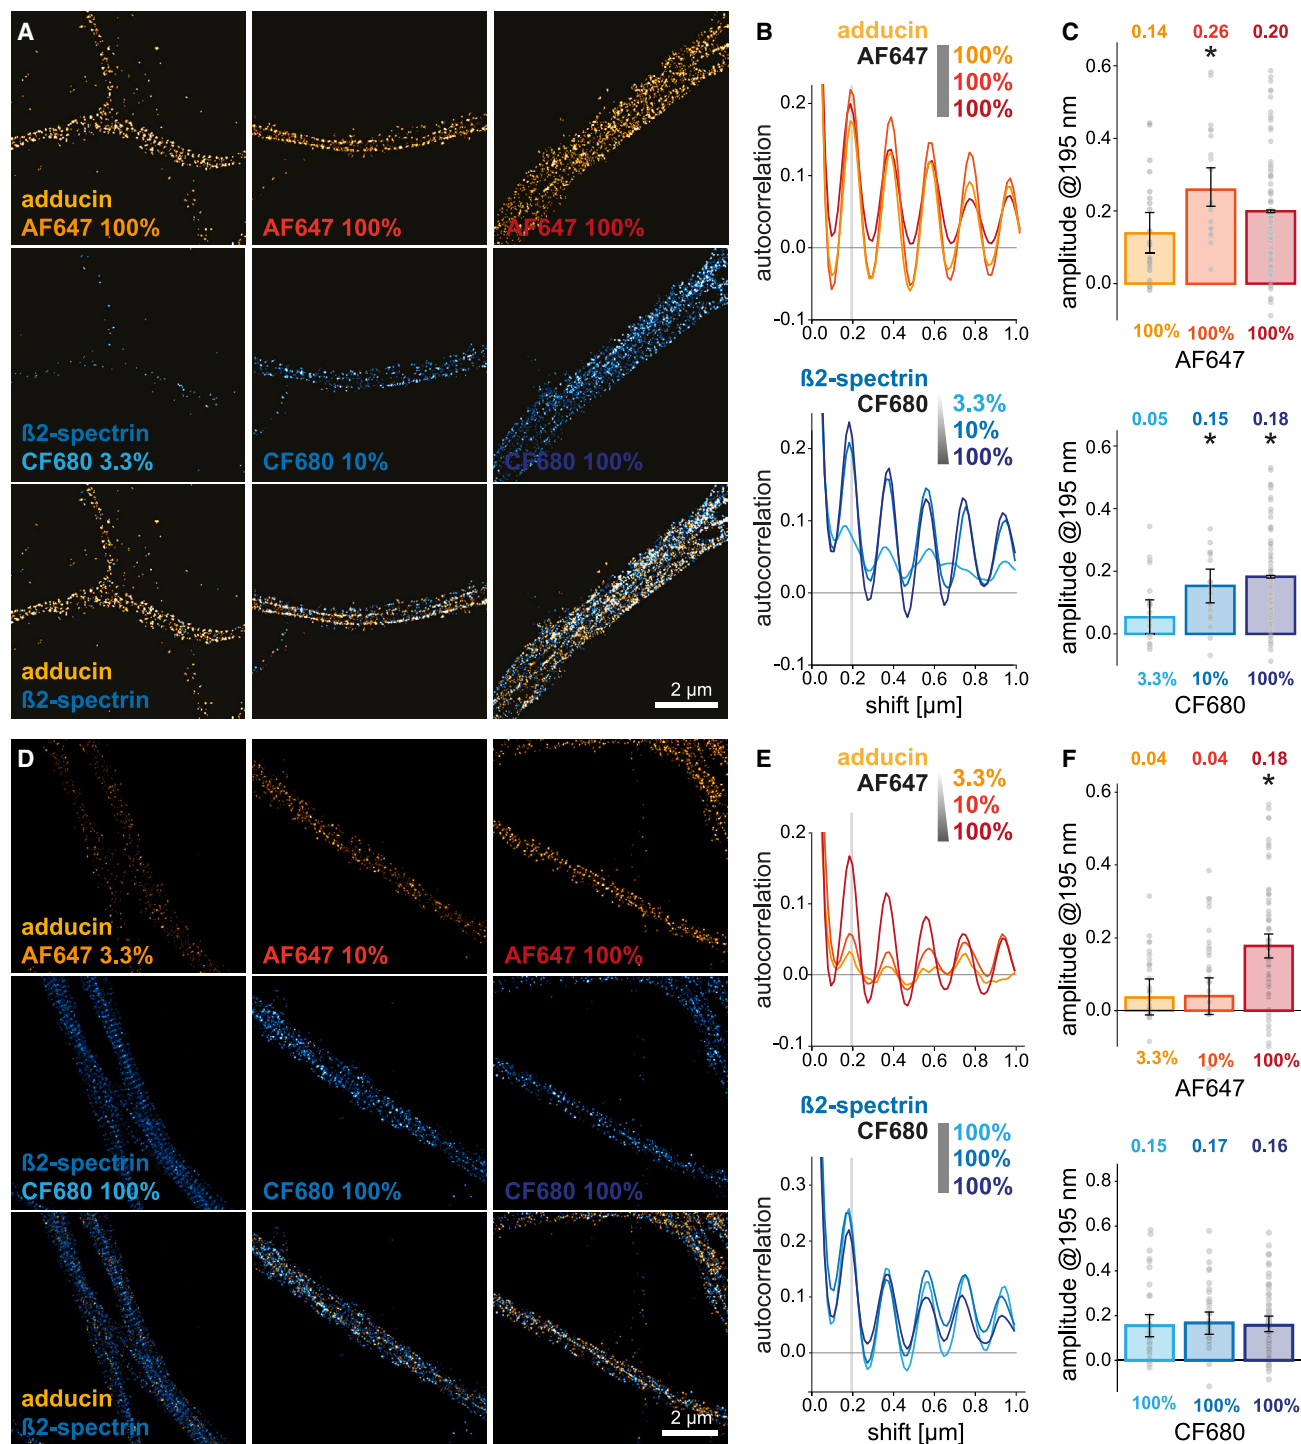 A
adducin
AF647 100%
AF647 100%
AF647 100%
ß2-spectrin
CF680 3.3%
CF680 10%
CF680 100%
adducin
ß2-spectrin
2 µm
B
adducin
AF647
100%
100%
100%
autocorrelation
0.2
0.1
0.0
-0.1
0.0 0.2 0.4 0.6 0.8 1.0
ß2-spectrin
CF680
3.3%
10%
100%
autocorrelation
0.2
0.1
0.0
-0.1
0.0 0.2 0.4 0.6 0.8 1.0
shift [µm]
C
0.14 0.26 0.20
*
amplitude @195 nm
0.6
0.4
0.2
0.0
100% 100% 100%
AF647
0.05 0.15 0.18
* *
amplitude @195 nm
0.6
0.4
0.2
0.0
3.3% 10% 100%
CF680
D
adducin
AF647 3.3%
AF647 10%
AF647 100%
ß2-spectrin
CF680 100%
CF680 100%
CF680 100%
adducin
ß2-spectrin
2 µm
E
adducin
AF647
3.3%
10%
100%
autocorrelation
0.2
0.1
0.0
-0.1
0.0 0.2 0.4 0.6 0.8 1.0
ß2-spectrin
CF680
100%
100%
100%
autocorrelation
0.3
0.2
0.1
0.0
0.0 0.2 0.4 0.6 0.8 1.0
shift [µm]
F
0.04 0.04 0.18
*
amplitude @195 nm
0.6
0.4
0.2
0.0
3.3% 10% 100%
AF647
0.15 0.17 0.16
amplitude @195 nm
0.8
0.6
0.4
0.2
0.0
100% 100% 100%
CF680